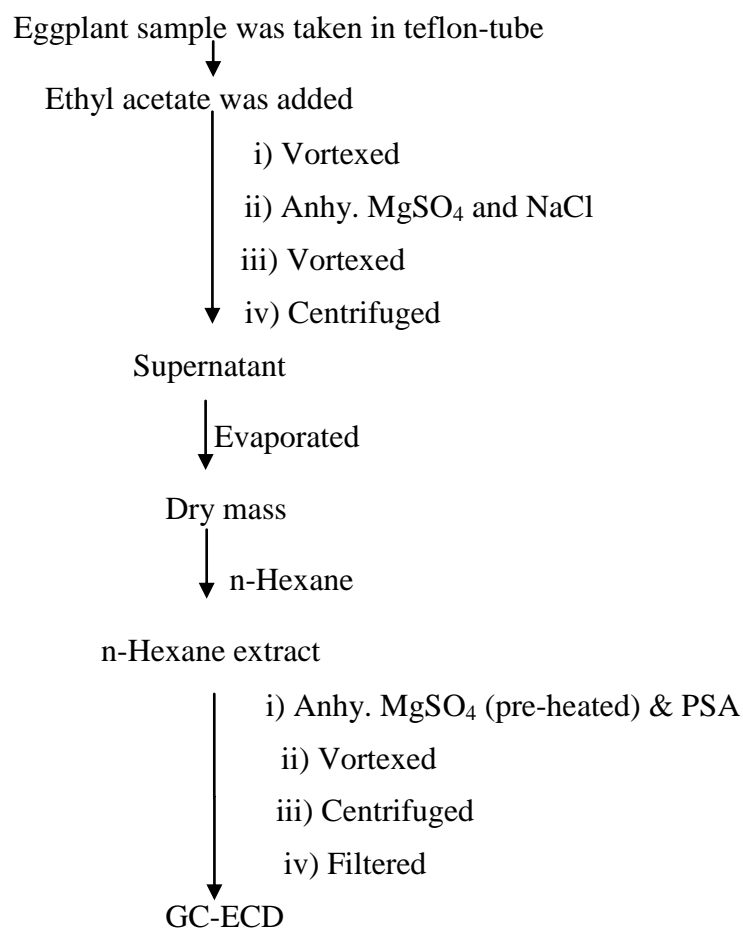 Eggplant sample was taken in teflon-tube
Ethyl acetate was added
i) Vortexed
ii) Anhy. MgSO₄ and NaCl
iii) Vortexed
iv) Centrifuged
Supernatant
Evaporated
Dry mass
n-Hexane
n-Hexane extract
i) Anhy. MgSO₄ (pre-heated) & PSA
ii) Vortexed
iii) Centrifuged
iv) Filtered
GC-ECD